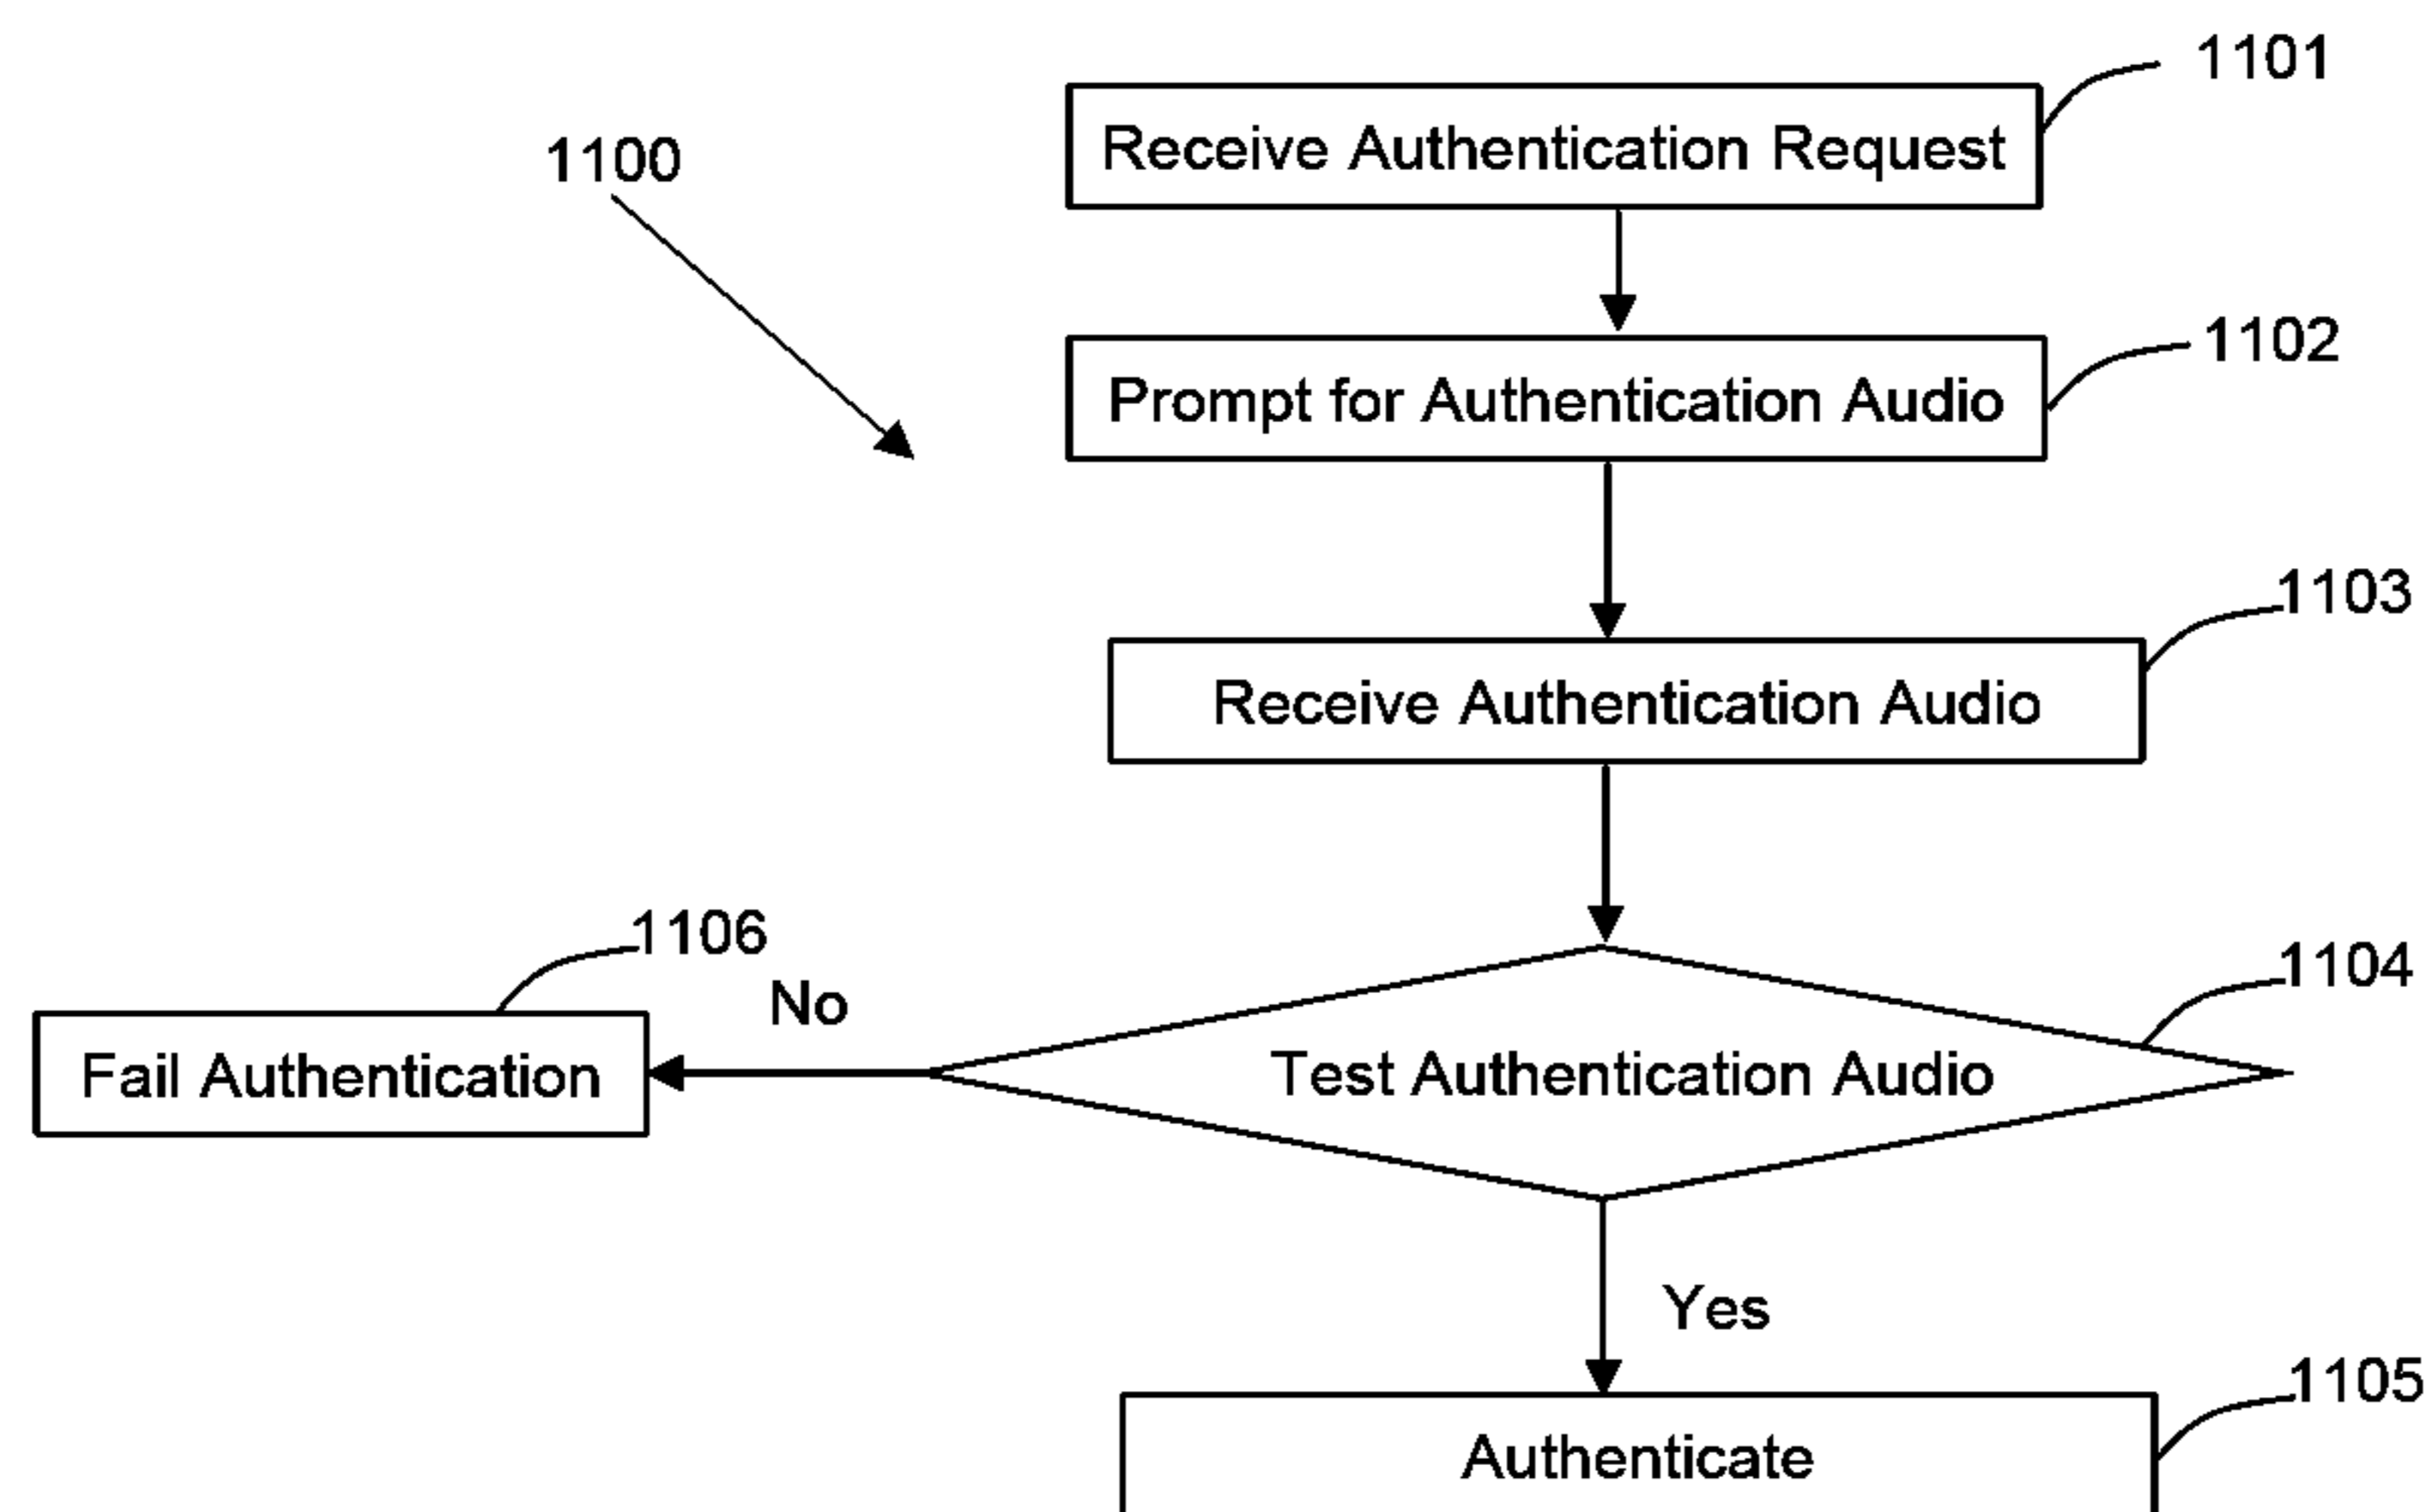 1101
Receive Authentication Request
1100
1102
Prompt for Authentication Audio
1103
Receive Authentication Audio
1106
No
1104
Fail Authentication
Test Authentication Audio
Yes
1105
Authenticate